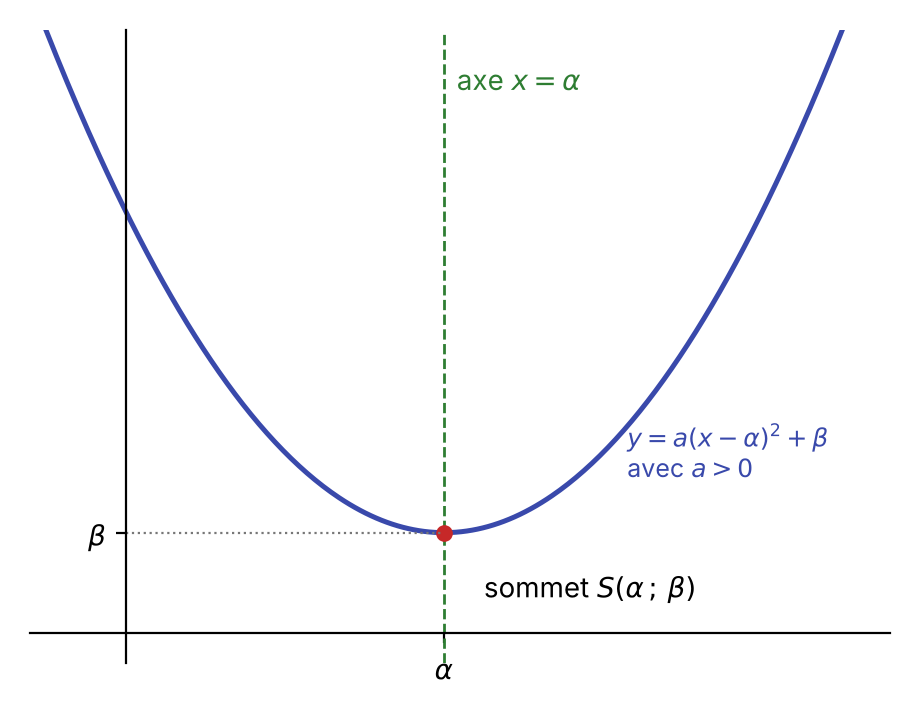 axe x = α
y = a(x − α)² + β
avec a > 0
β
sommet S(α ; β)
α